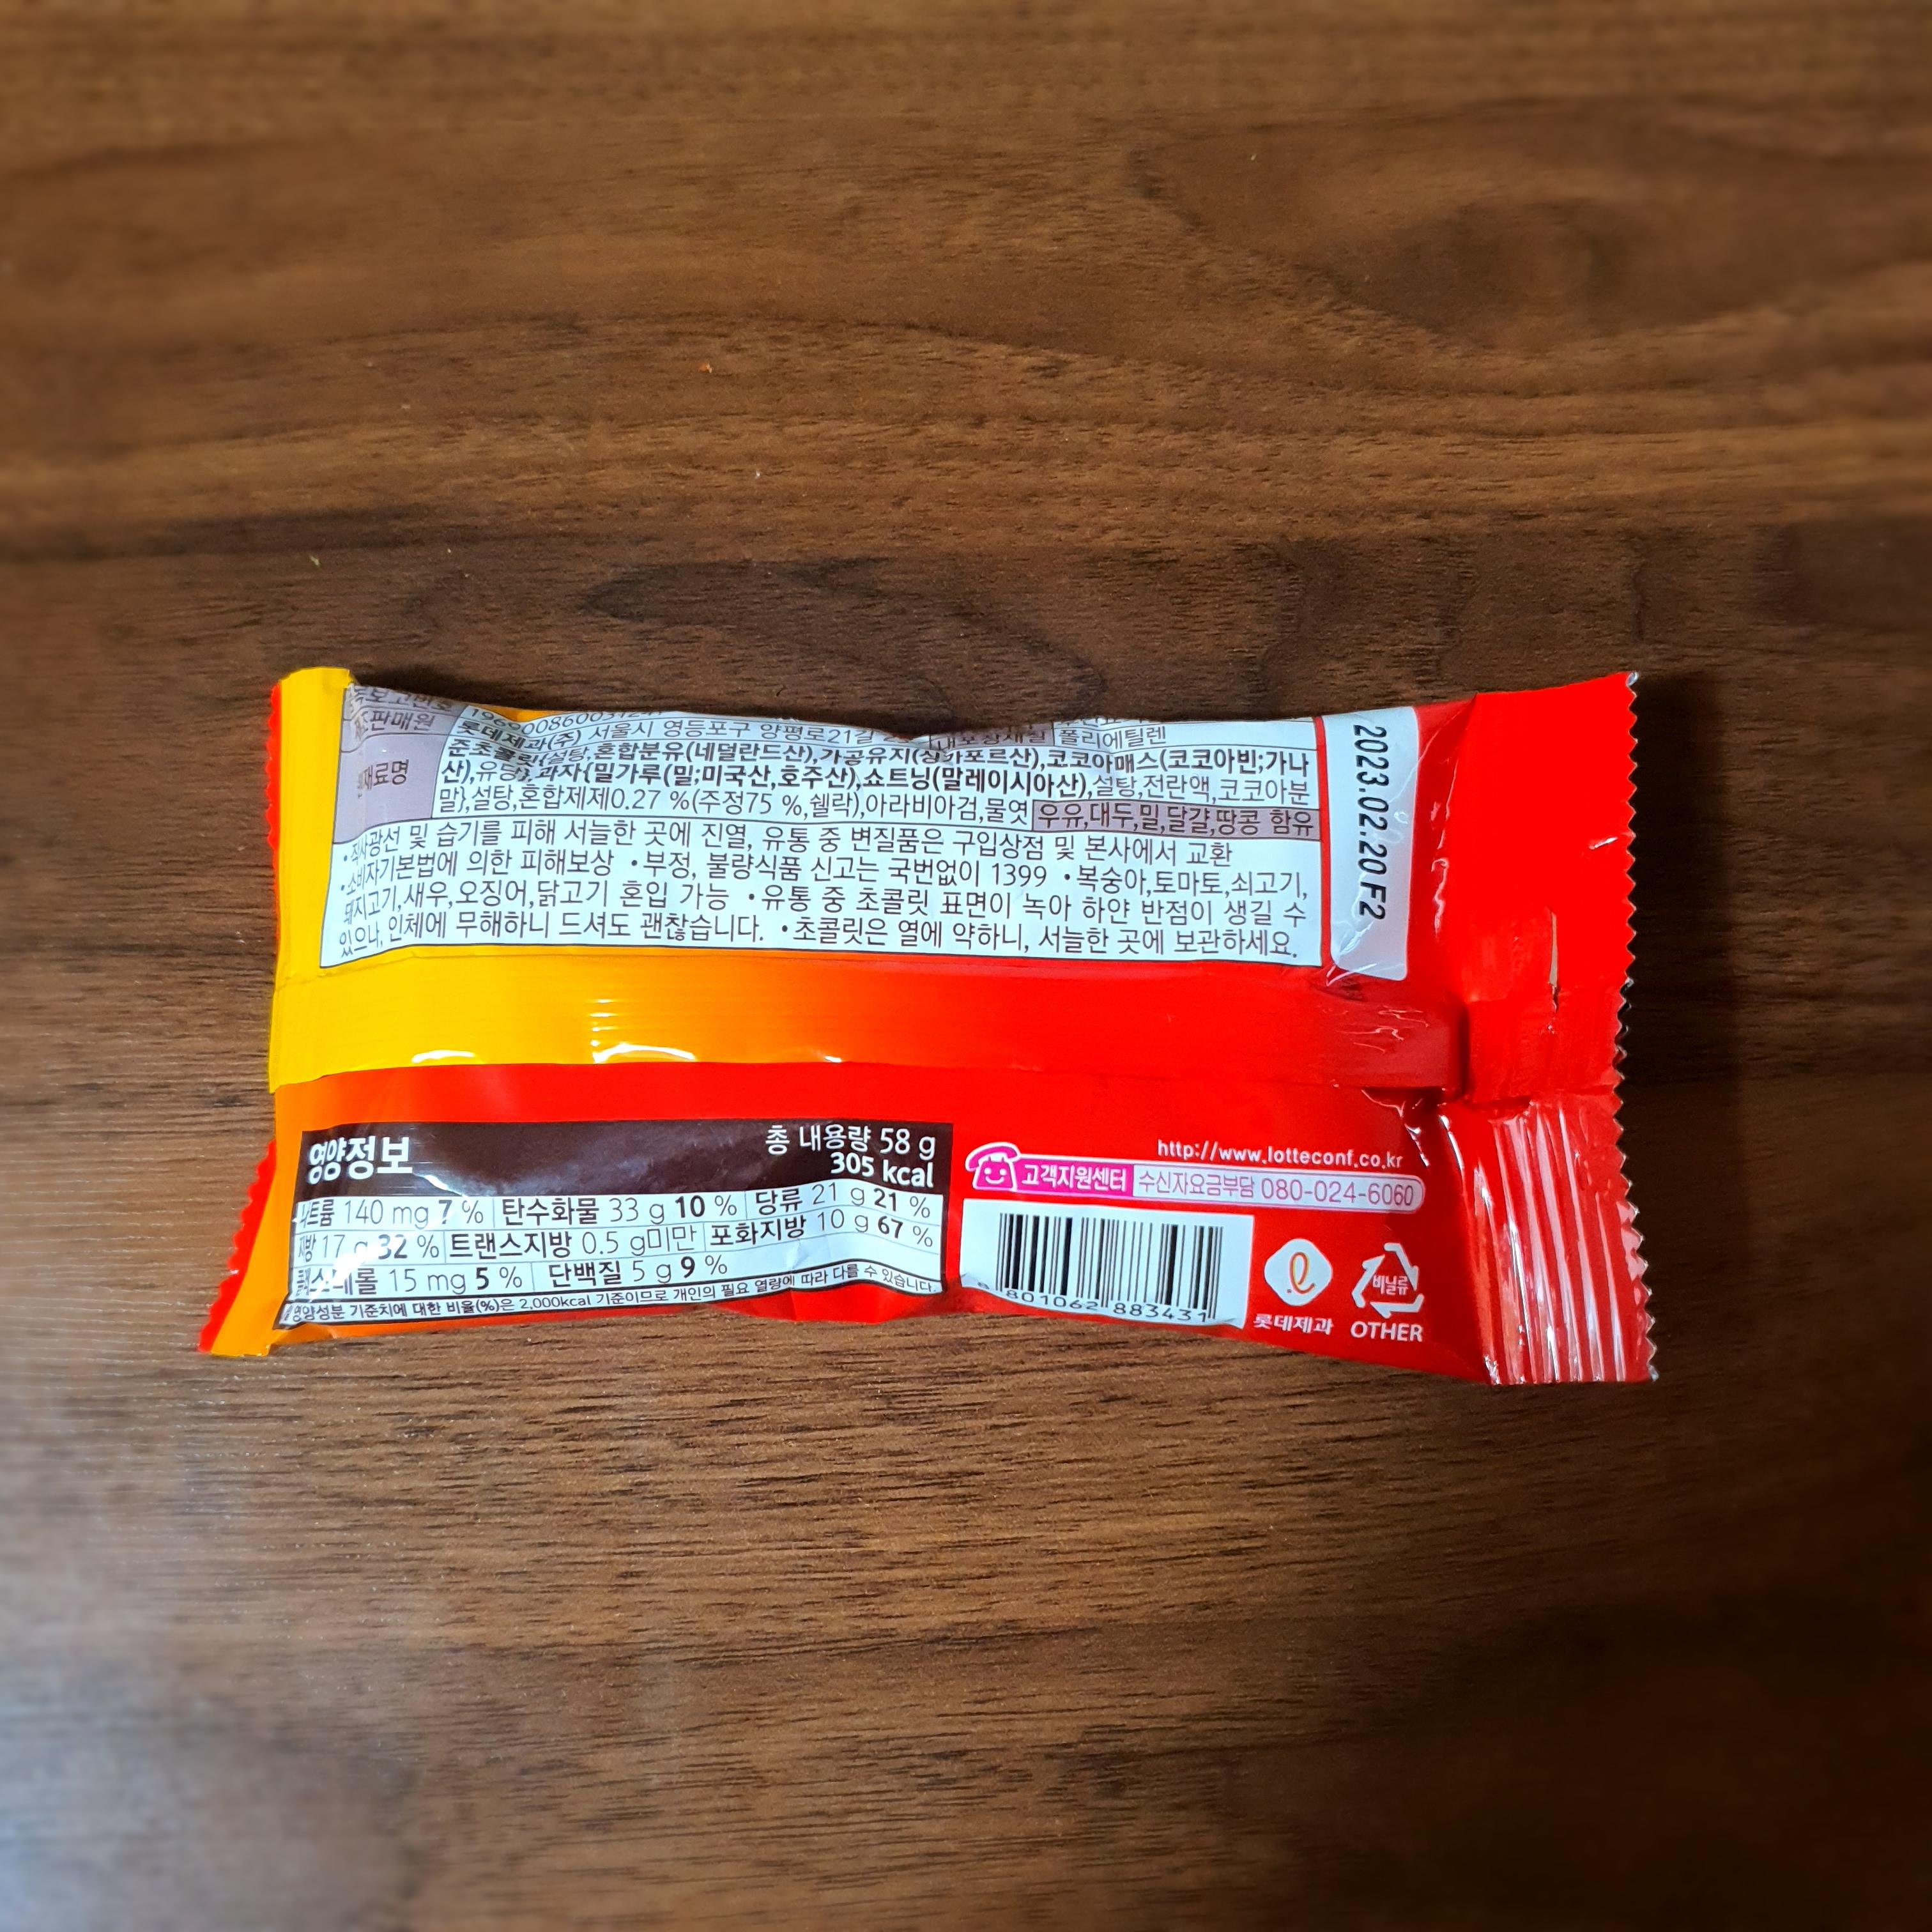 판매원
롯데제과(주) 서울시 영등포구 양평로21길
폴리에틸렌
준초콜릿{설탕,혼합분유(네덜란드산),가공유지(싱가포르산),코코아매스(코코아빈;가나
산),유당},과자{밀가루(밀;미국산,호주산),쇼트닝(말레이시아산),설탕,전란액,코코아분
말},설탕,혼합제제0.27 %(주정75 %,쉘락),아라비아검,물엿 우유,대두,밀,달걀,땅콩 함유
•직사광선 및 습기를 피해 서늘한 곳에 진열, 유통 중 변질품은 구입상점 및 본사에서 교환
•소비자기본법에 의한 피해보상 •부정, 불량식품 신고는 국번없이 1399 •복숭아,토마토,쇠고기,
돼지고기,새우,오징어,닭고기 혼입 가능 •유통 중 초콜릿 표면이 녹아 하얀 반점이 생길 수
있으나, 인체에 무해하니 드셔도 괜찮습니다. •초콜릿은 열에 약하니, 서늘한 곳에 보관하세요.
2023.02.20 F2
영양정보
총 내용량 58 g
305 kcal
나트륨 140 mg 7 % 탄수화물 33 g 10 % 당류 21 g 21 %
지방 17 g 32 % 트랜스지방 0.5 g미만 포화지방 10 g 67 %
콜레스테롤 15 mg 5 % 단백질 5 g 9 %
영양성분 기준치에 대한 비율(%)은 2,000kcal 기준이므로 개인의 필요 열량에 따라 다를 수 있습니다.
http://www.lotteconf.co.kr
고객지원센터 수신자요금부담 080-024-6060
8 801062 883431
롯데제과
비닐류
OTHER